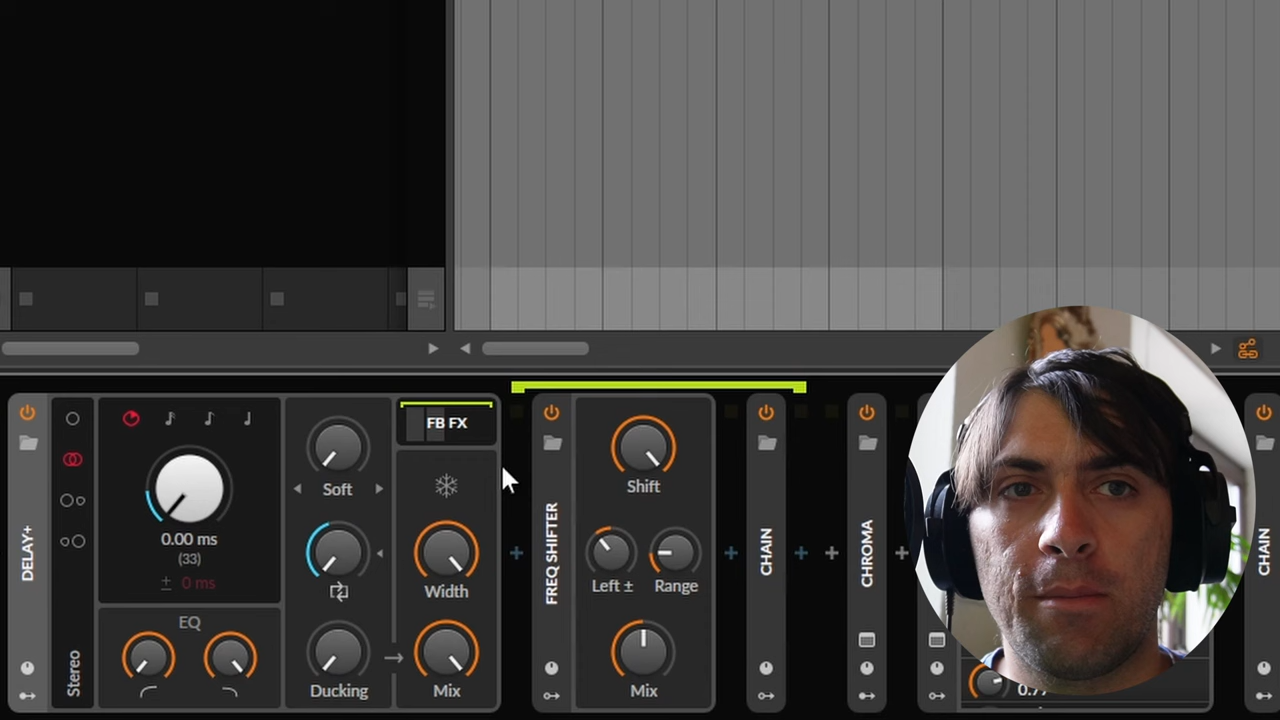 DELAY+
Stereo
0.00 ms
(33)
± 0 ms
EQ
Soft
Ducking
FB FX
Width
Mix
FREQ SHIFTER
Shift
Left ±
Range
Mix
CHAIN
CHROMA
CHAIN